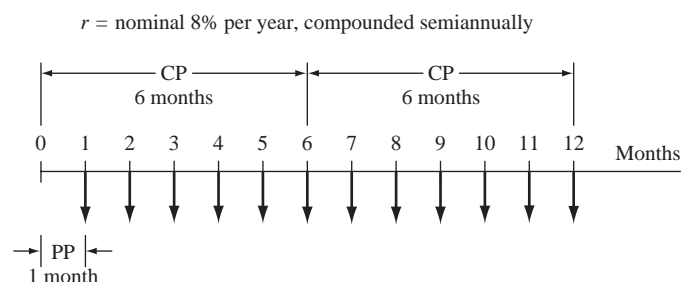 r = nominal 8% per year, compounded semiannually
CP CP
6 months 6 months
0 1 2 3 4 5 6 7 8 9 10 11 12 Months
PP
1 month